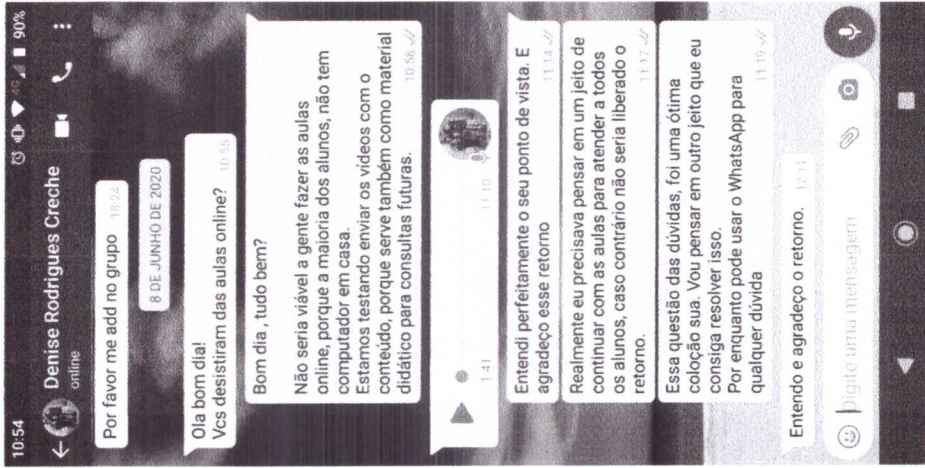 10:54
4G 90%
Denise Rodrigues Creche
online
Por favor me add no grupo 18:24
8 DE JUNHO DE 2020
Ola bom dia!
Vcs desistiram das aulas online? 10:55
Bom dia , tudo bem?
Não seria viável a gente fazer as aulas
online, porque a maioria dos alunos, não tem
computador em casa.
Estamos testando enviar os vídeos com o
conteúdo, porque serve também como material
didático para consultas futuras. 10:58
1:41 11:10
Entendi perfeitamente o seu ponto de vista. E
agradeço esse retorno 11:14
Realmente eu precisava pensar em um jeito de
continuar com as aulas para atender a todos
os alunos, caso contrário não seria liberado o
retorno. 11:17
Essa questão das dúvidas, foi uma ótima
coloção sua. Vou pensar em outro jeito que eu
consiga resolver isso.
Por enquanto pode usar o WhatsApp para
qualquer dúvida 11:19
Entendo e agradeço o retorno. 12:11
Digite uma mensagem